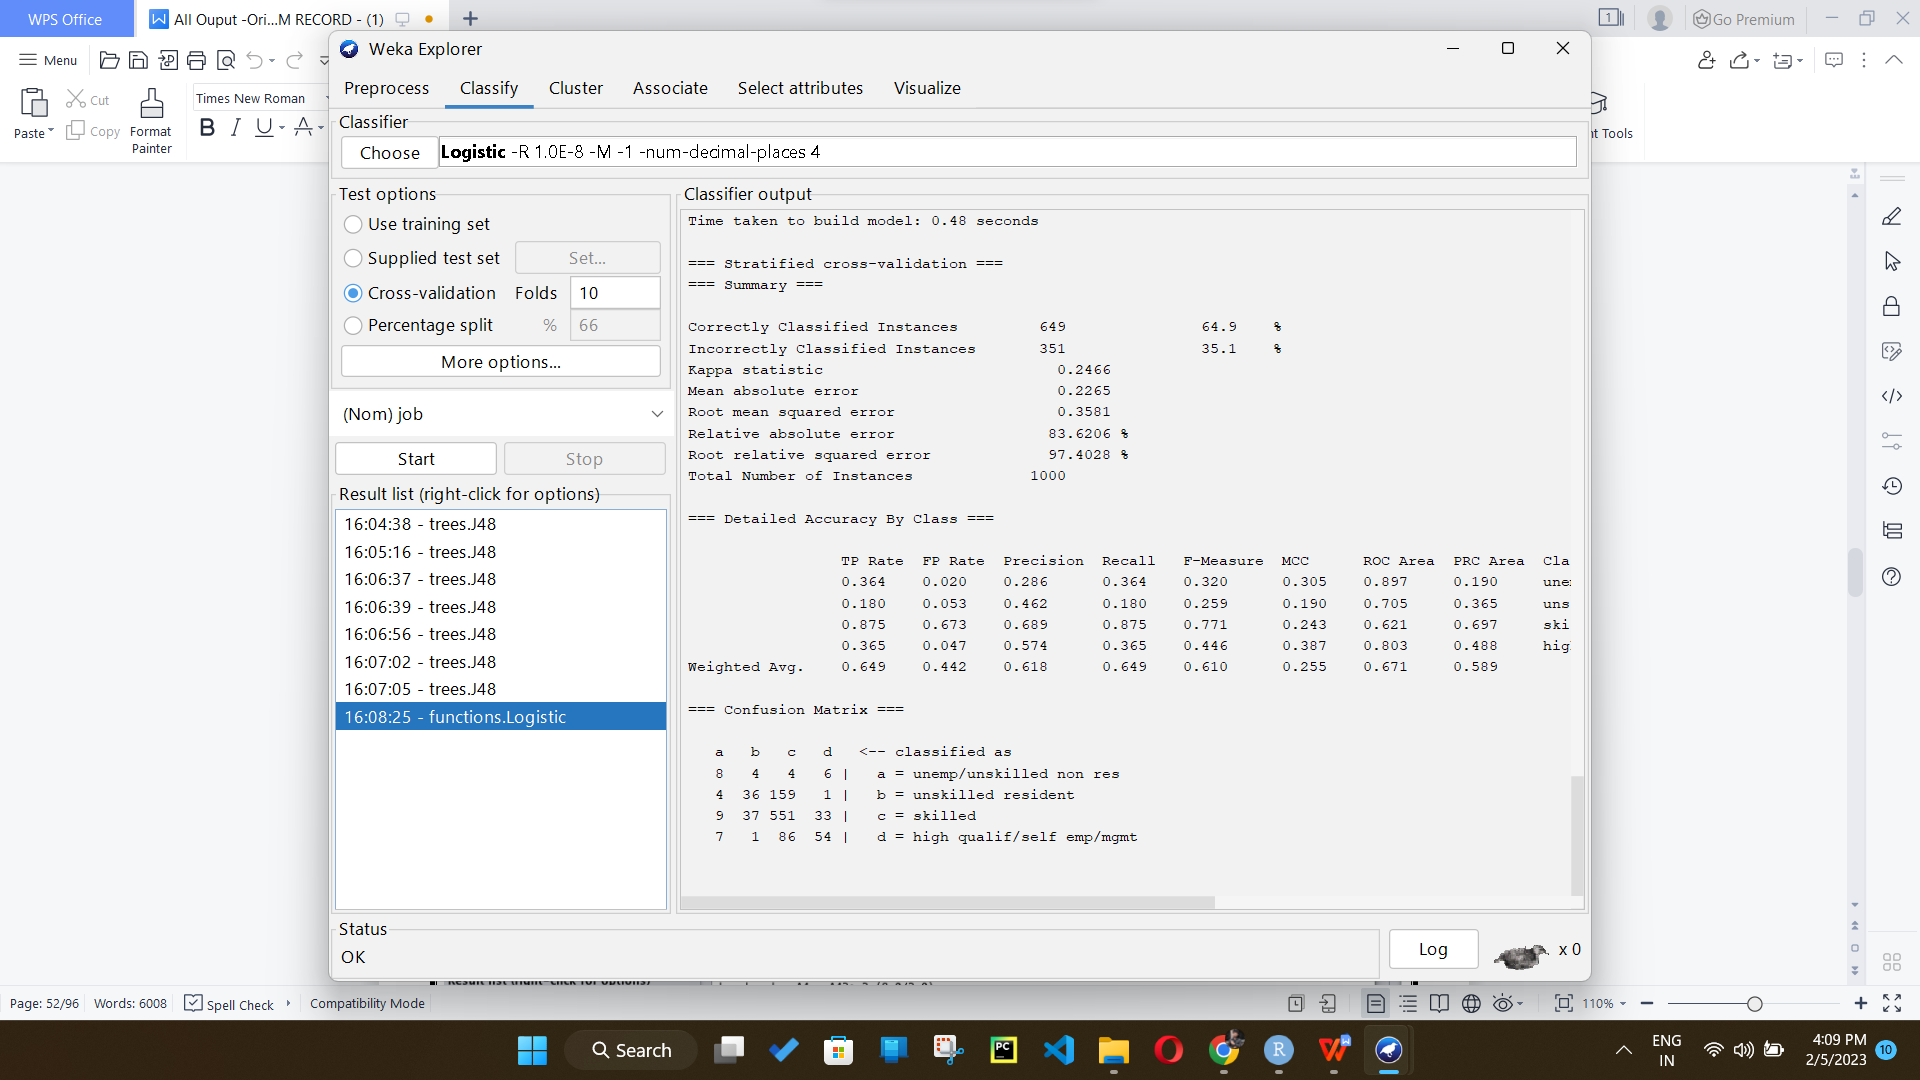 WPS Office
All Ouput -Ori...M RECORD - (1)
1
Go Premium
Menu
Paste
Cut
Copy
Format
Painter
Times New Roman
B I U A
t Tools
Weka Explorer
Preprocess Classify Cluster Associate Select attributes Visualize
Classifier
Choose
Logistic -R 1.0E-8 -M -1 -num-decimal-places 4
Test options
Use training set
Supplied test set Set...
Cross-validation Folds 10
Percentage split % 66
More options...
(Nom) job
Start Stop
Result list (right-click for options)
16:04:38 - trees.J48
16:05:16 - trees.J48
16:06:37 - trees.J48
16:06:39 - trees.J48
16:06:56 - trees.J48
16:07:02 - trees.J48
16:07:05 - trees.J48
16:08:25 - functions.Logistic
Classifier output
Time taken to build model: 0.48 seconds
=== Stratified cross-validation ===
=== Summary ===
Correctly Classified Instances 649 64.9 %
Incorrectly Classified Instances 351 35.1 %
Kappa statistic 0.2466
Mean absolute error 0.2265
Root mean squared error 0.3581
Relative absolute error 83.6206 %
Root relative squared error 97.4028 %
Total Number of Instances 1000
=== Detailed Accuracy By Class ===
TP Rate FP Rate Precision Recall F-Measure MCC ROC Area PRC Area Cla
0.364 0.020 0.286 0.364 0.320 0.305 0.897 0.190 une
0.180 0.053 0.462 0.180 0.259 0.190 0.705 0.365 uns
0.875 0.673 0.689 0.875 0.771 0.243 0.621 0.697 ski
0.365 0.047 0.574 0.365 0.446 0.387 0.803 0.488 hig
Weighted Avg. 0.649 0.442 0.618 0.649 0.610 0.255 0.671 0.589
=== Confusion Matrix ===
a b c d <-- classified as
8 4 4 6 | a = unemp/unskilled non res
4 36 159 1 | b = unskilled resident
9 37 551 33 | c = skilled
7 1 86 54 | d = high qualif/self emp/mgmt
Status
OK
Log
x 0
Page: 52/96 Words: 6008 Spell Check Compatibility Mode
110%
Search
PC
R
ENG
IN
4:09 PM
2/5/2023
10